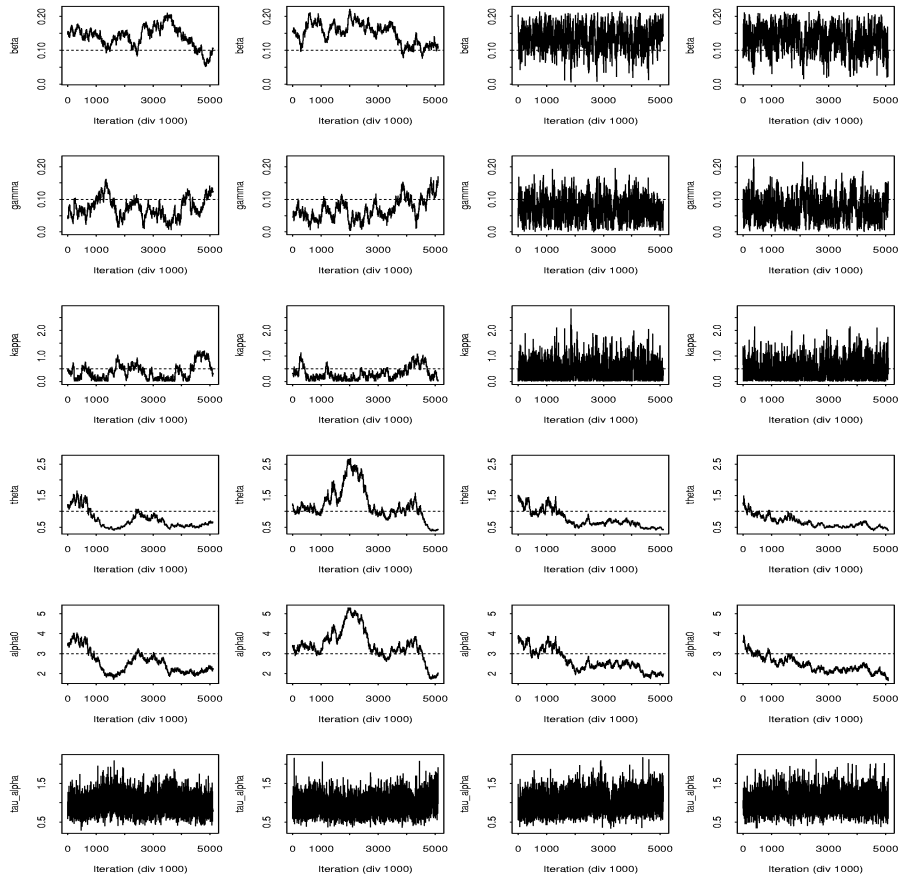 beta 0.0 0.10 0.20 beta 0.0 0.10 0.20 beta 0.0 0.10 0.20 beta 0.0 0.10 0.20
0 1000 3000 5000 0 1000 3000 5000 0 1000 3000 5000 0 1000 3000 5000
Iteration (div 1000) Iteration (div 1000) Iteration (div 1000) Iteration (div 1000)
gamma 0.0 0.10 0.20 gamma 0.0 0.10 0.20 gamma 0.0 0.10 0.20 gamma 0.0 0.10 0.20
0 1000 3000 5000 0 1000 3000 5000 0 1000 3000 5000 0 1000 3000 5000
Iteration (div 1000) Iteration (div 1000) Iteration (div 1000) Iteration (div 1000)
kappa 0.0 1.0 2.0 kappa 0.0 1.0 2.0 kappa 0.0 1.0 2.0 kappa 0.0 1.0 2.0
0 1000 3000 5000 0 1000 3000 5000 0 1000 3000 5000 0 1000 3000 5000
Iteration (div 1000) Iteration (div 1000) Iteration (div 1000) Iteration (div 1000)
theta 0.5 1.5 2.5 theta 0.5 1.5 2.5 theta 0.5 1.5 2.5 theta 0.5 1.5 2.5
0 1000 3000 5000 0 1000 3000 5000 0 1000 3000 5000 0 1000 3000 5000
Iteration (div 1000) Iteration (div 1000) Iteration (div 1000) Iteration (div 1000)
alpha0 2 3 4 5 alpha0 2 3 4 5 alpha0 2 3 4 5 alpha0 2 3 4 5
0 1000 3000 5000 0 1000 3000 5000 0 1000 3000 5000 0 1000 3000 5000
Iteration (div 1000) Iteration (div 1000) Iteration (div 1000) Iteration (div 1000)
tau_alpha 0.5 1.5 tau_alpha 0.5 1.5 tau_alpha 0.5 1.5 tau_alpha 0.5 1.5
0 1000 3000 5000 0 1000 3000 5000 0 1000 3000 5000 0 1000 3000 5000
Iteration (div 1000) Iteration (div 1000) Iteration (div 1000) Iteration (div 1000)